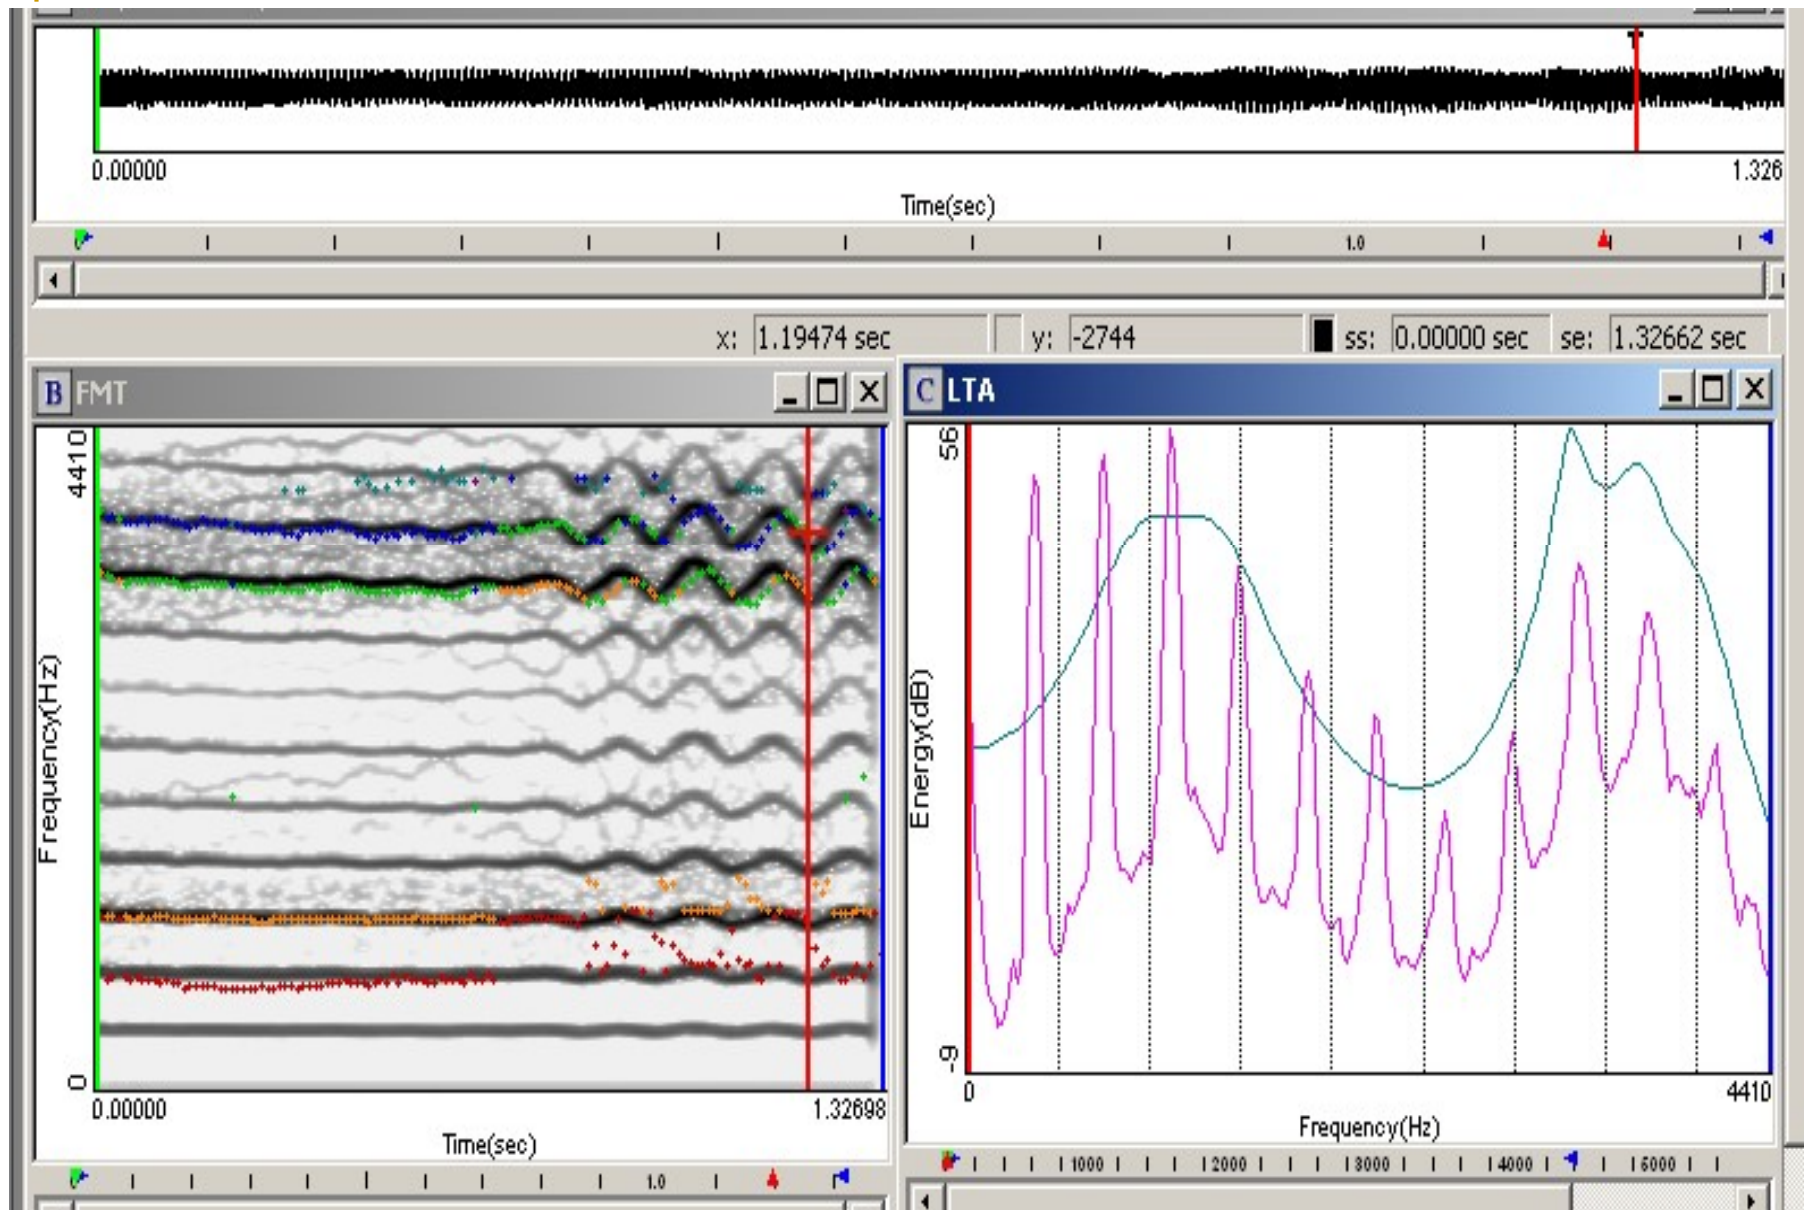 T
0.00000 1.326
Time(sec)
1.0
x: 1.19474 sec y: -2744 ss: 0.00000 sec se: 1.32662 sec
B FMT
4410
Frequency(Hz)
0
0.00000 1.32698
Time(sec)
1.0
C LTA
56
Energy(dB)
-9
0 4410
Frequency(Hz)
1000 2000 3000 4000 5000